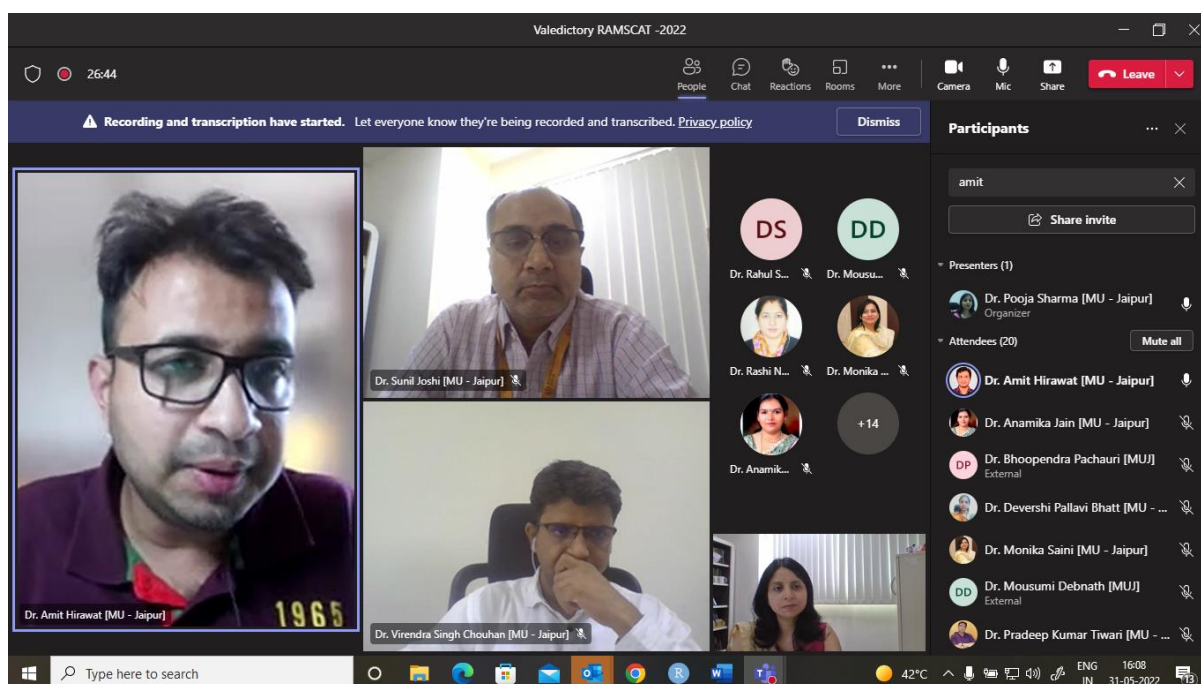 Valedictory RAMSCAT -2022
26:44
People
Chat
Reactions
Rooms
More
Camera
Mic
Share
Leave
Recording and transcription have started. Let everyone know they're being recorded and transcribed. Privacy policy
Dismiss
Dr. Amit Hirawat [MU - Jaipur]
1965
Dr. Sunil Joshi [MU - Jaipur]
Dr. Virendra Singh Chouhan [MU - Jaipur]
DS
DD
Dr. Rahul S...
Dr. Mousu...
Dr. Rashi N...
Dr. Monika ...
+14
Dr. Anamik...
Participants
amit
Share invite
Presenters (1)
Dr. Pooja Sharma [MU - Jaipur]
Organizer
Attendees (20)
Mute all
Dr. Amit Hirawat [MU - Jaipur]
Dr. Anamika Jain [MU - Jaipur]
DP
Dr. Bhoopendra Pachauri [MUJ]
External
Dr. Devershi Pallavi Bhatt [MU - ...
Dr. Monika Saini [MU - Jaipur]
DD
Dr. Mousumi Debnath [MUJ]
External
Dr. Pradeep Kumar Tiwari [MU - ...
Type here to search
R
42°C
ENG
IN
16:08
31-05-2022
13